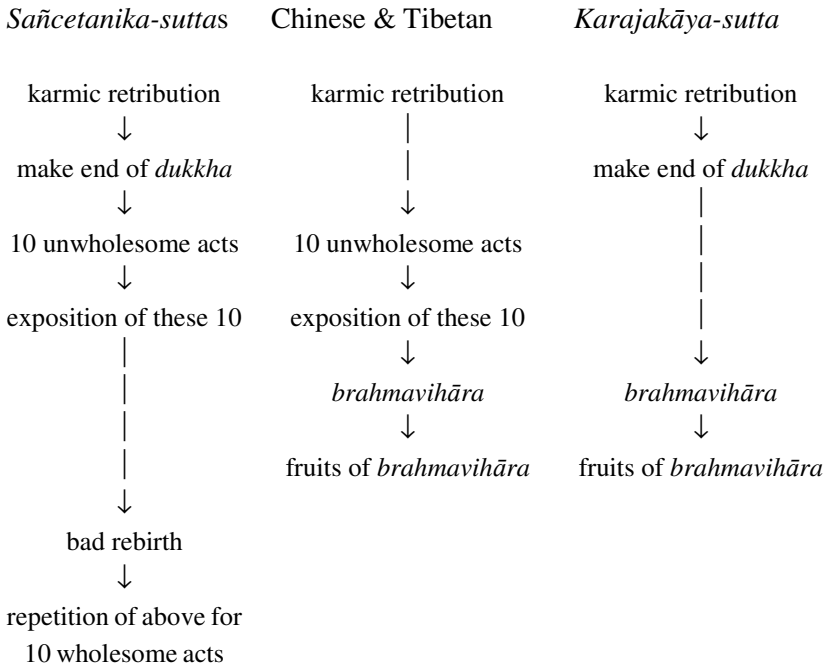 Sañcetanika-suttas Chinese & Tibetan Karajakāya-sutta
karmic retribution karmic retribution karmic retribution
↓ | ↓
make end of dukkha | make end of dukkha
↓ ↓ |
10 unwholesome acts 10 unwholesome acts |
↓ ↓ |
exposition of these 10 exposition of these 10 |
| ↓ ↓
| brahmavihāra brahmavihāra
| ↓ ↓
| fruits of brahmavihāra fruits of brahmavihāra
↓
bad rebirth
↓
repetition of above for
10 wholesome acts